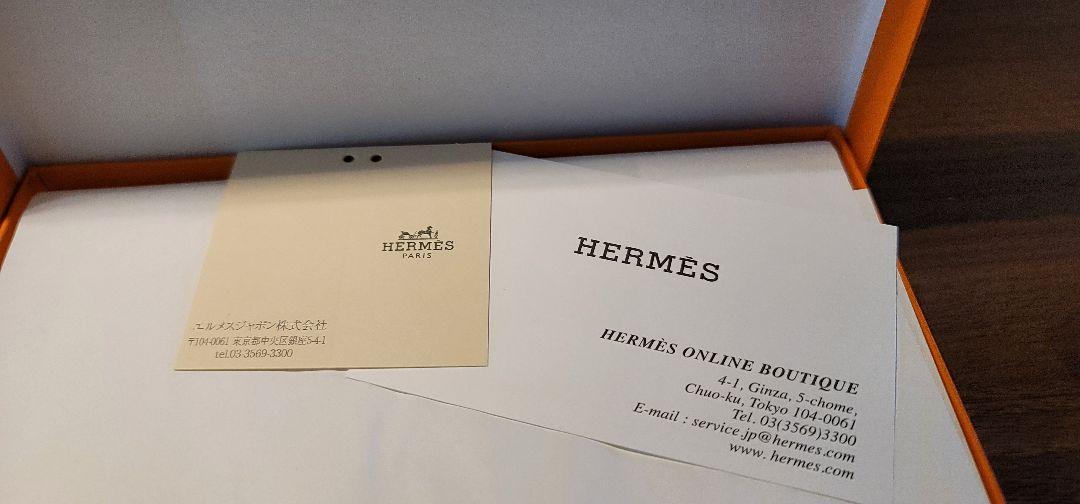 HERMÈS
PARIS
エルメスジャポン株式会社
〒104-0061 東京都中央区銀座5-4-1
tel.03-3569-3300
HERMÈS
HERMÈS ONLINE BOUTIQUE
4-1, Ginza, 5-chome,
Chuo-ku, Tokyo 104-0061
Tel. 03(3569)3300
E-mail : service.jp@hermes.com
www. hermes.com